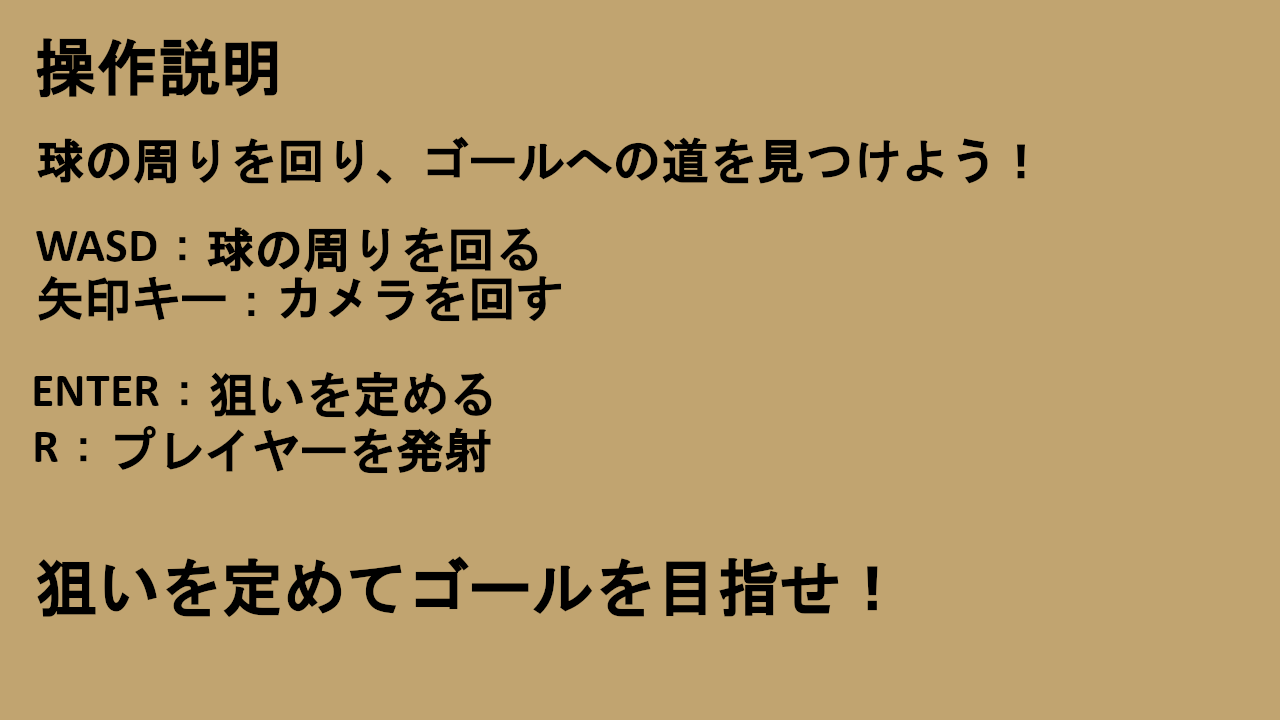 操作説明
球の周りを回り、ゴールへの道を見つけよう！
WASD：球の周りを回る
矢印キー：カメラを回す
ENTER：狙いを定める
R：プレイヤーを発射
狙いを定めてゴールを目指せ！